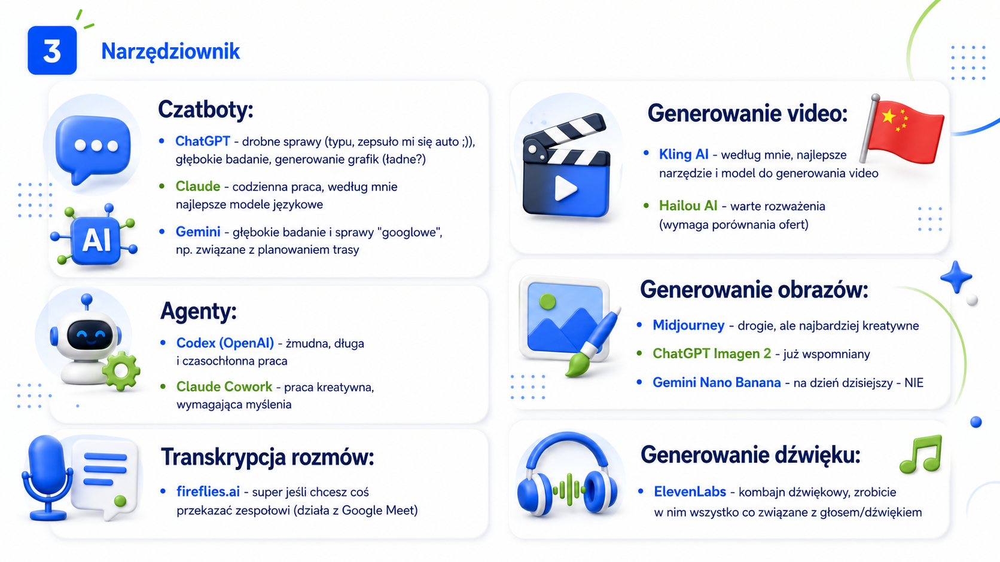 3
Narzędziownik
Czatboty:
• ChatGPT - drobne sprawy (typu, zepsuło mi się auto ;)),
głębokie badanie, generowanie grafik (ładne?)
• Claude - codzienna praca, według mnie
najlepsze modele językowe
• Gemini - głębokie badanie i sprawy "googlowe",
np. związane z planowaniem trasy
AI
Agenty:
• Codex (OpenAI) - żmudna, długa
i czasochłonna praca
• Claude Cowork - praca kreatywna,
wymagająca myślenia
Transkrypcja rozmów:
• fireflies.ai - super jeśli chcesz coś
przekazać zespołowi (działa z Google Meet)
Generowanie video:
• Kling AI - według mnie, najlepsze
narzędzie i model do generowania video
• Hailou AI - warte rozważenia
(wymaga porównania ofert)
Generowanie obrazów:
• Midjourney - drogie, ale najbardziej kreatywne
• ChatGPT Imagen 2 - już wspomniany
• Gemini Nano Banana - na dzień dzisiejszy - NIE
Generowanie dźwięku:
• ElevenLabs - kombajn dźwiękowy, zrobicie
w nim wszystko co związane z głosem/dźwiękiem